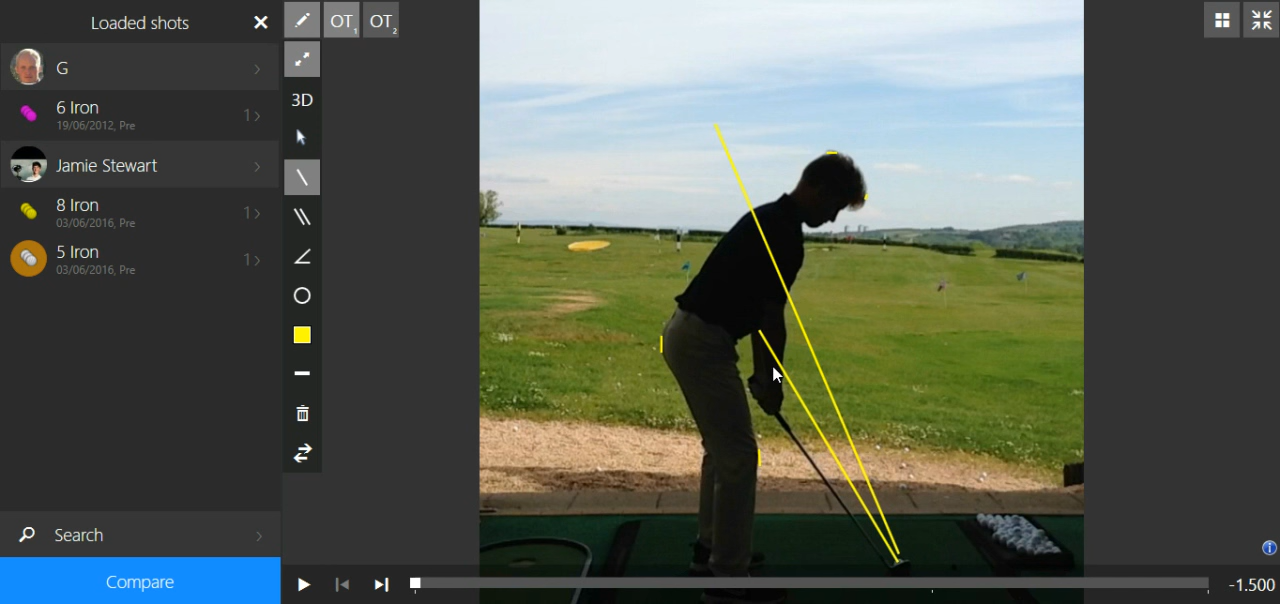 Loaded shots
OT1 OT2
G
3D
6 Iron
19/06/2012, Pre
1
Jamie Stewart
8 Iron
03/06/2016, Pre
1
5 Iron
03/06/2016, Pre
1
Search
Compare
-1.500